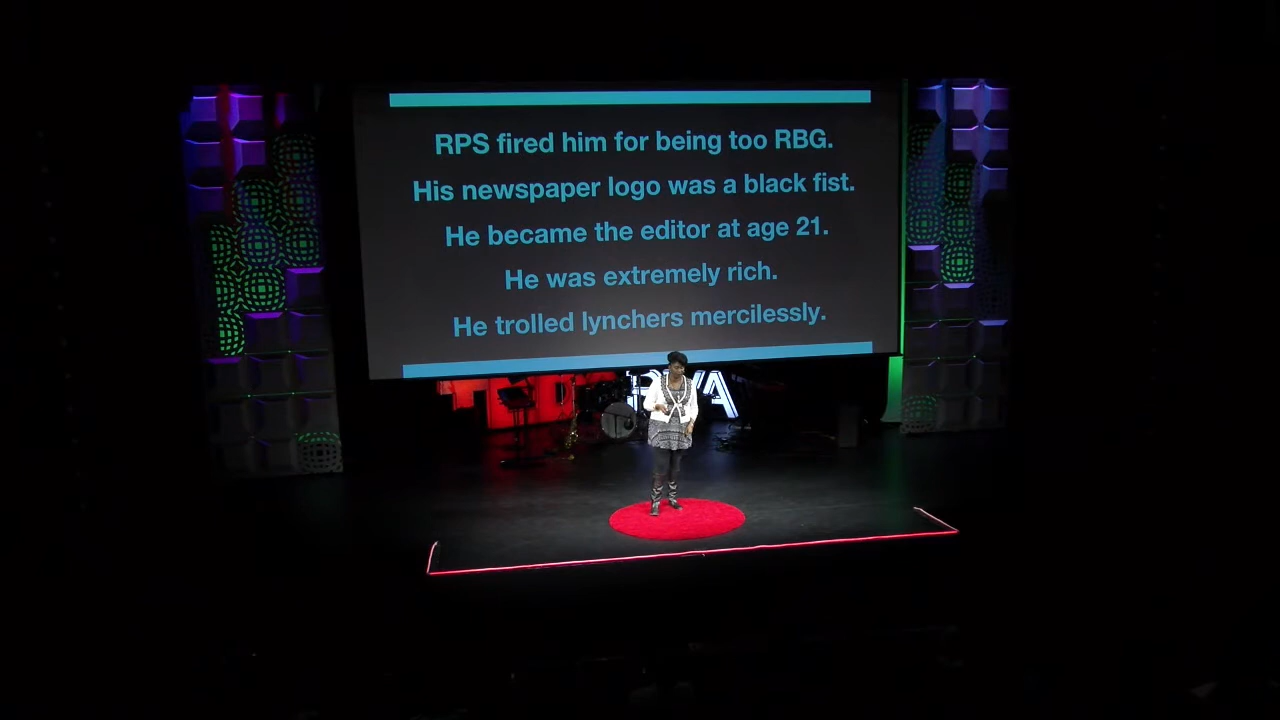 RPS fired him for being too RBG.
His newspaper logo was a black fist.
He became the editor at age 21.
He was extremely rich.
He trolled lynchers mercilessly.
RVA